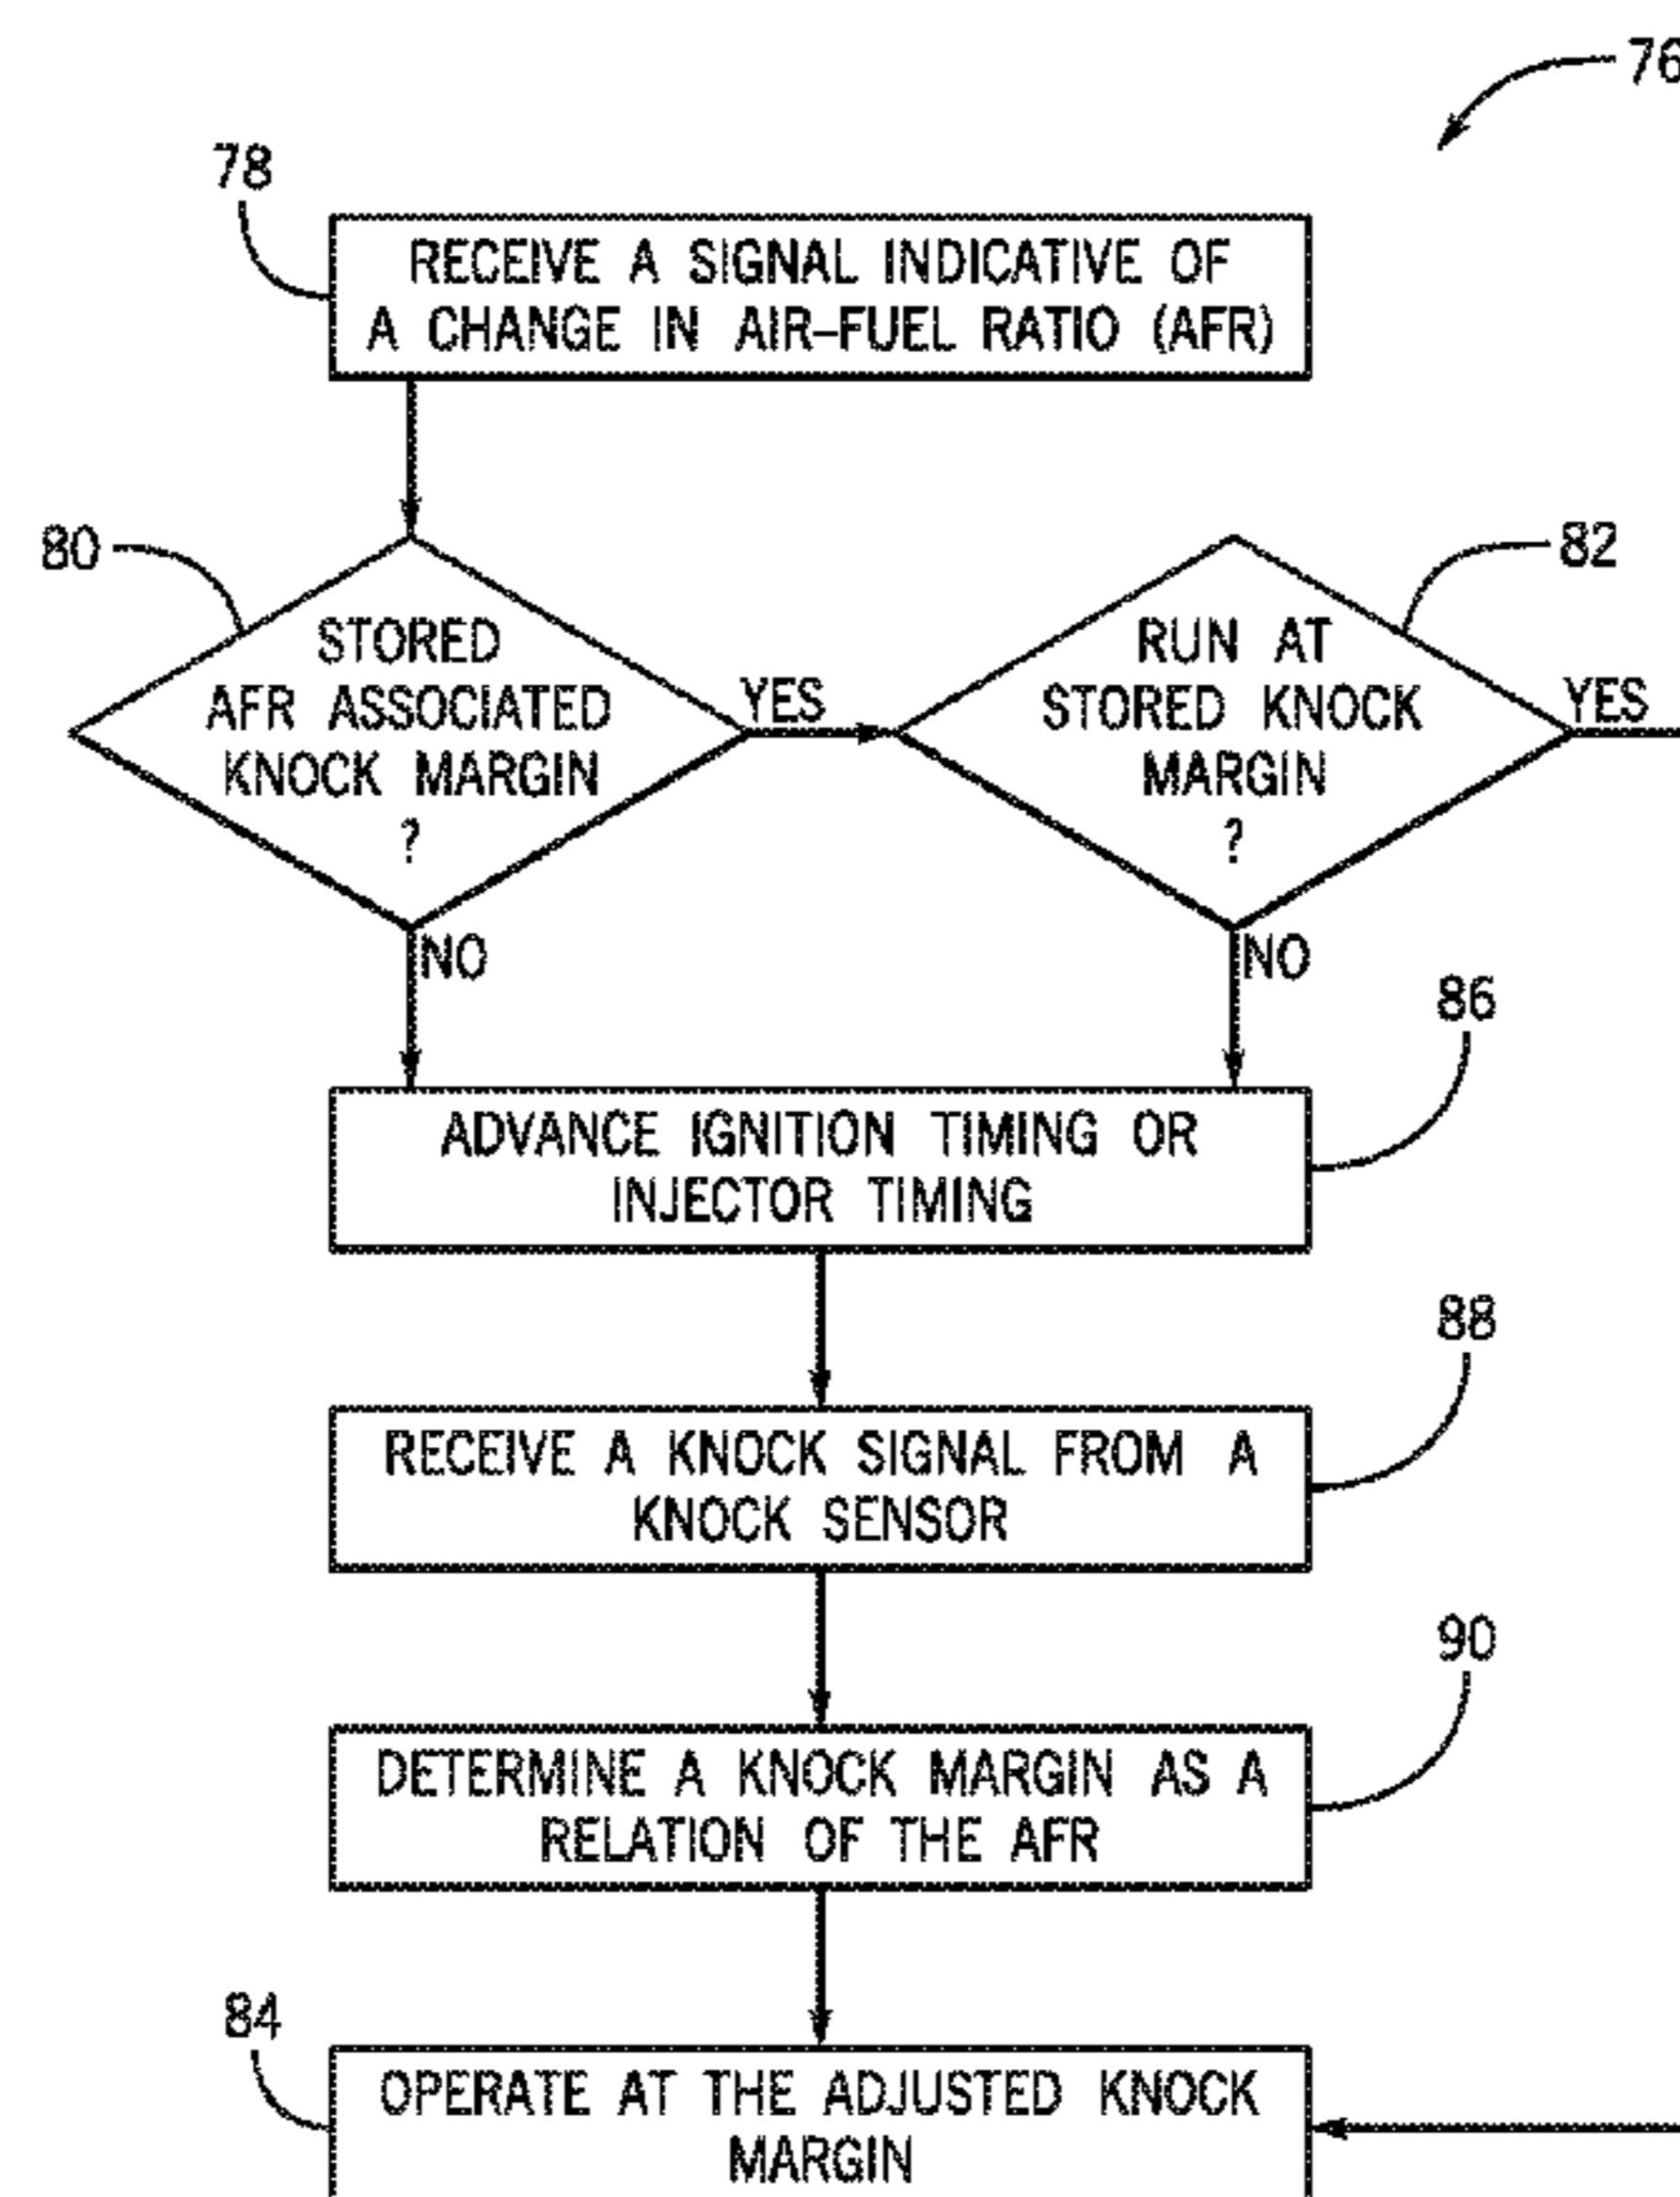 76
78
RECEIVE A SIGNAL INDICATIVE OF
A CHANGE IN AIR-FUEL RATIO (AFR)
80
STORED
AFR ASSOCIATED
KNOCK MARGIN
?
YES
NO
82
RUN AT
STORED KNOCK
MARGIN
?
YES
NO
86
ADVANCE IGNITION TIMING OR
INJECTOR TIMING
88
RECEIVE A KNOCK SIGNAL FROM A
KNOCK SENSOR
90
DETERMINE A KNOCK MARGIN AS A
RELATION OF THE AFR
84
OPERATE AT THE ADJUSTED KNOCK
MARGIN